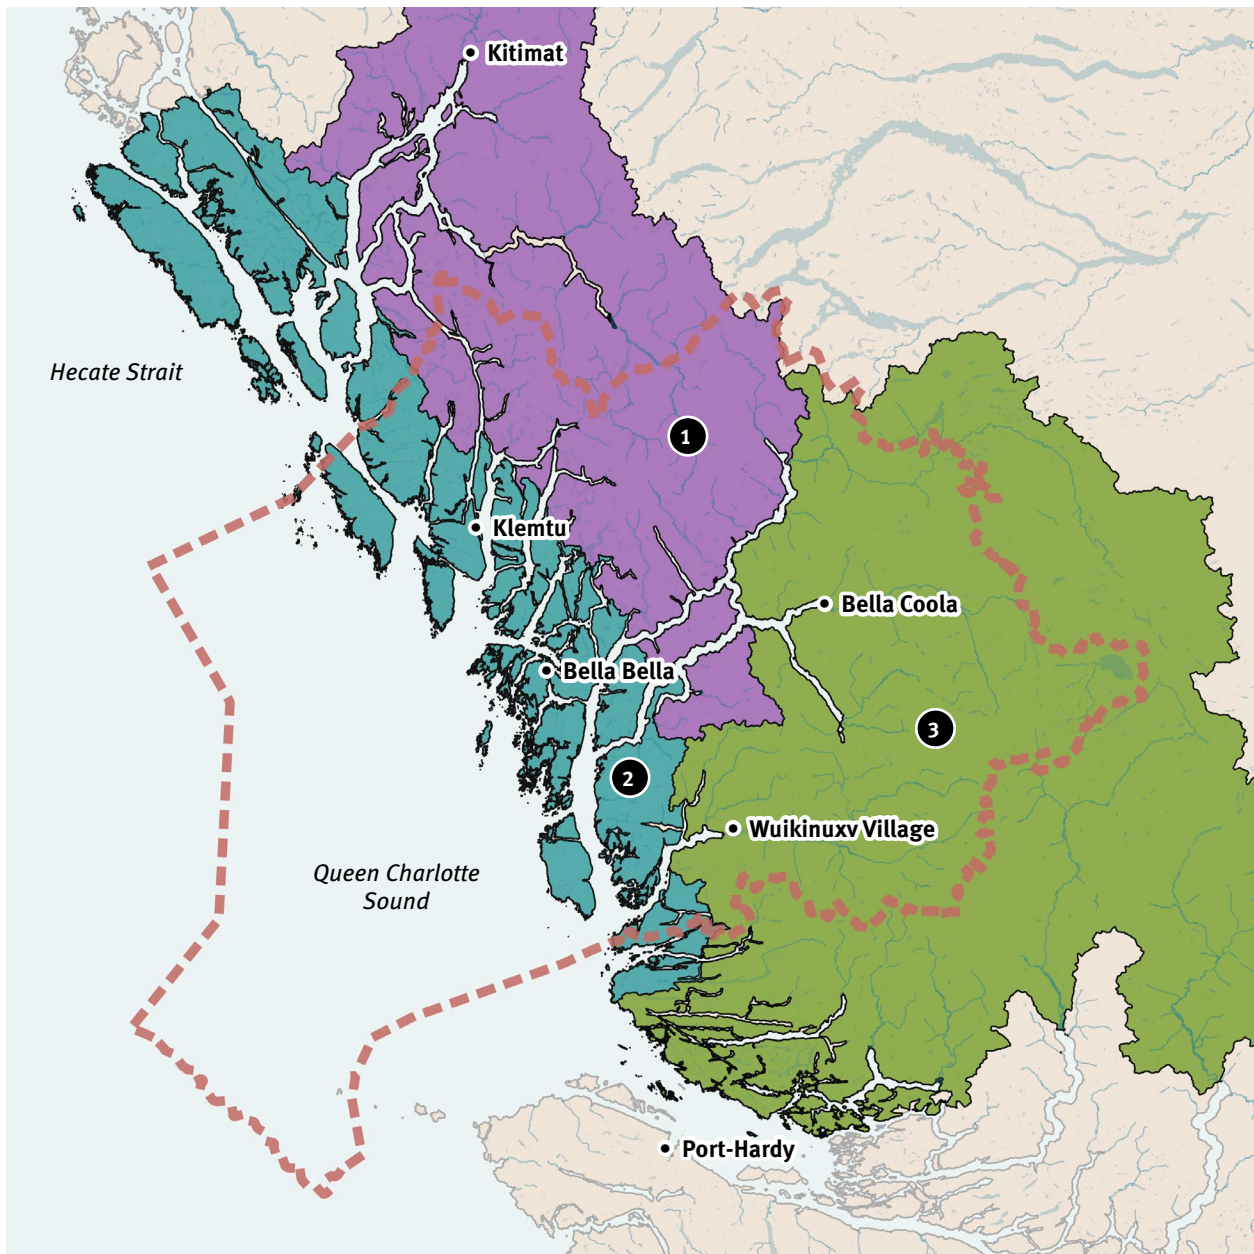 Kitimat
Hecate Strait
1
Klemtu
Bella Coola
Bella Bella
3
2
Wuikinuxv Village
Queen Charlotte
Sound
Port-Hardy